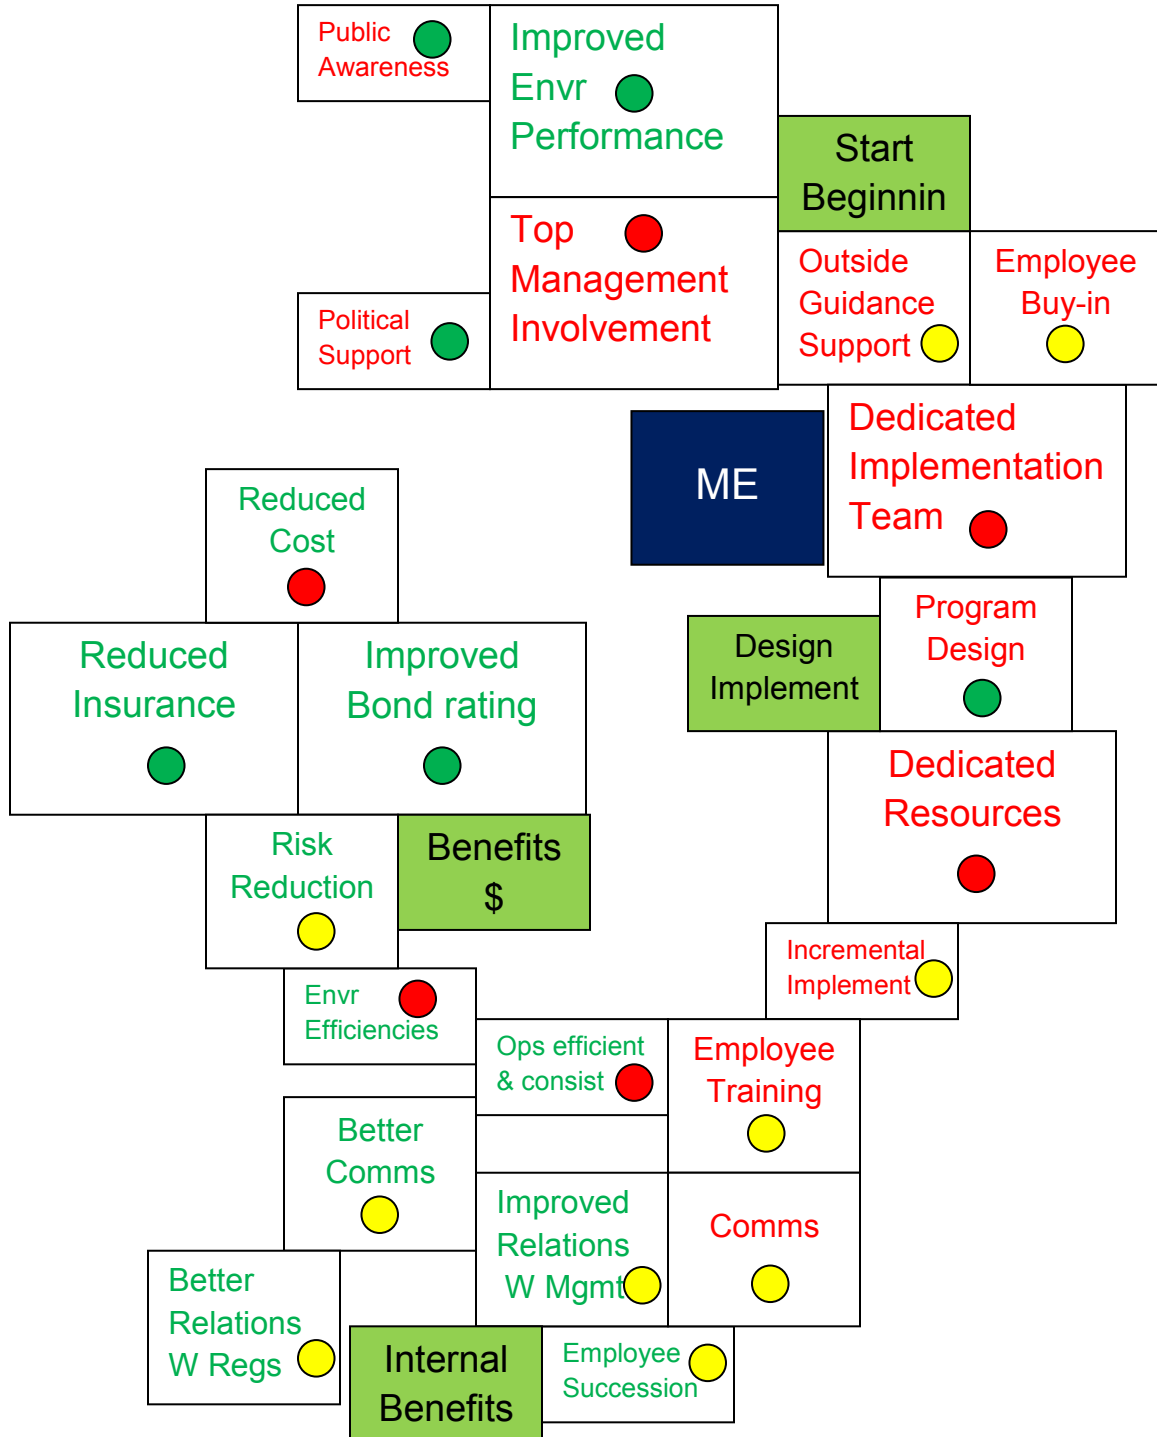 Public
Awareness
Improved
Envr
Performance
Start
Beginnin
Top
Management
Involvement
Outside
Guidance
Support
Employee
Buy-in
Political
Support
Dedicated
Implementation
Team
ME
Reduced
Cost
Program
Design
Design
Implement
Reduced
Insurance
Improved
Bond rating
Dedicated
Resources
Risk
Reduction
Benefits
$
Incremental
Implement
Envr
Efficiencies
Ops efficient
& consist
Employee
Training
Better
Comms
Improved
Relations
W Mgmt
Comms
Better
Relations
W Regs
Internal
Benefits
Employee
Succession